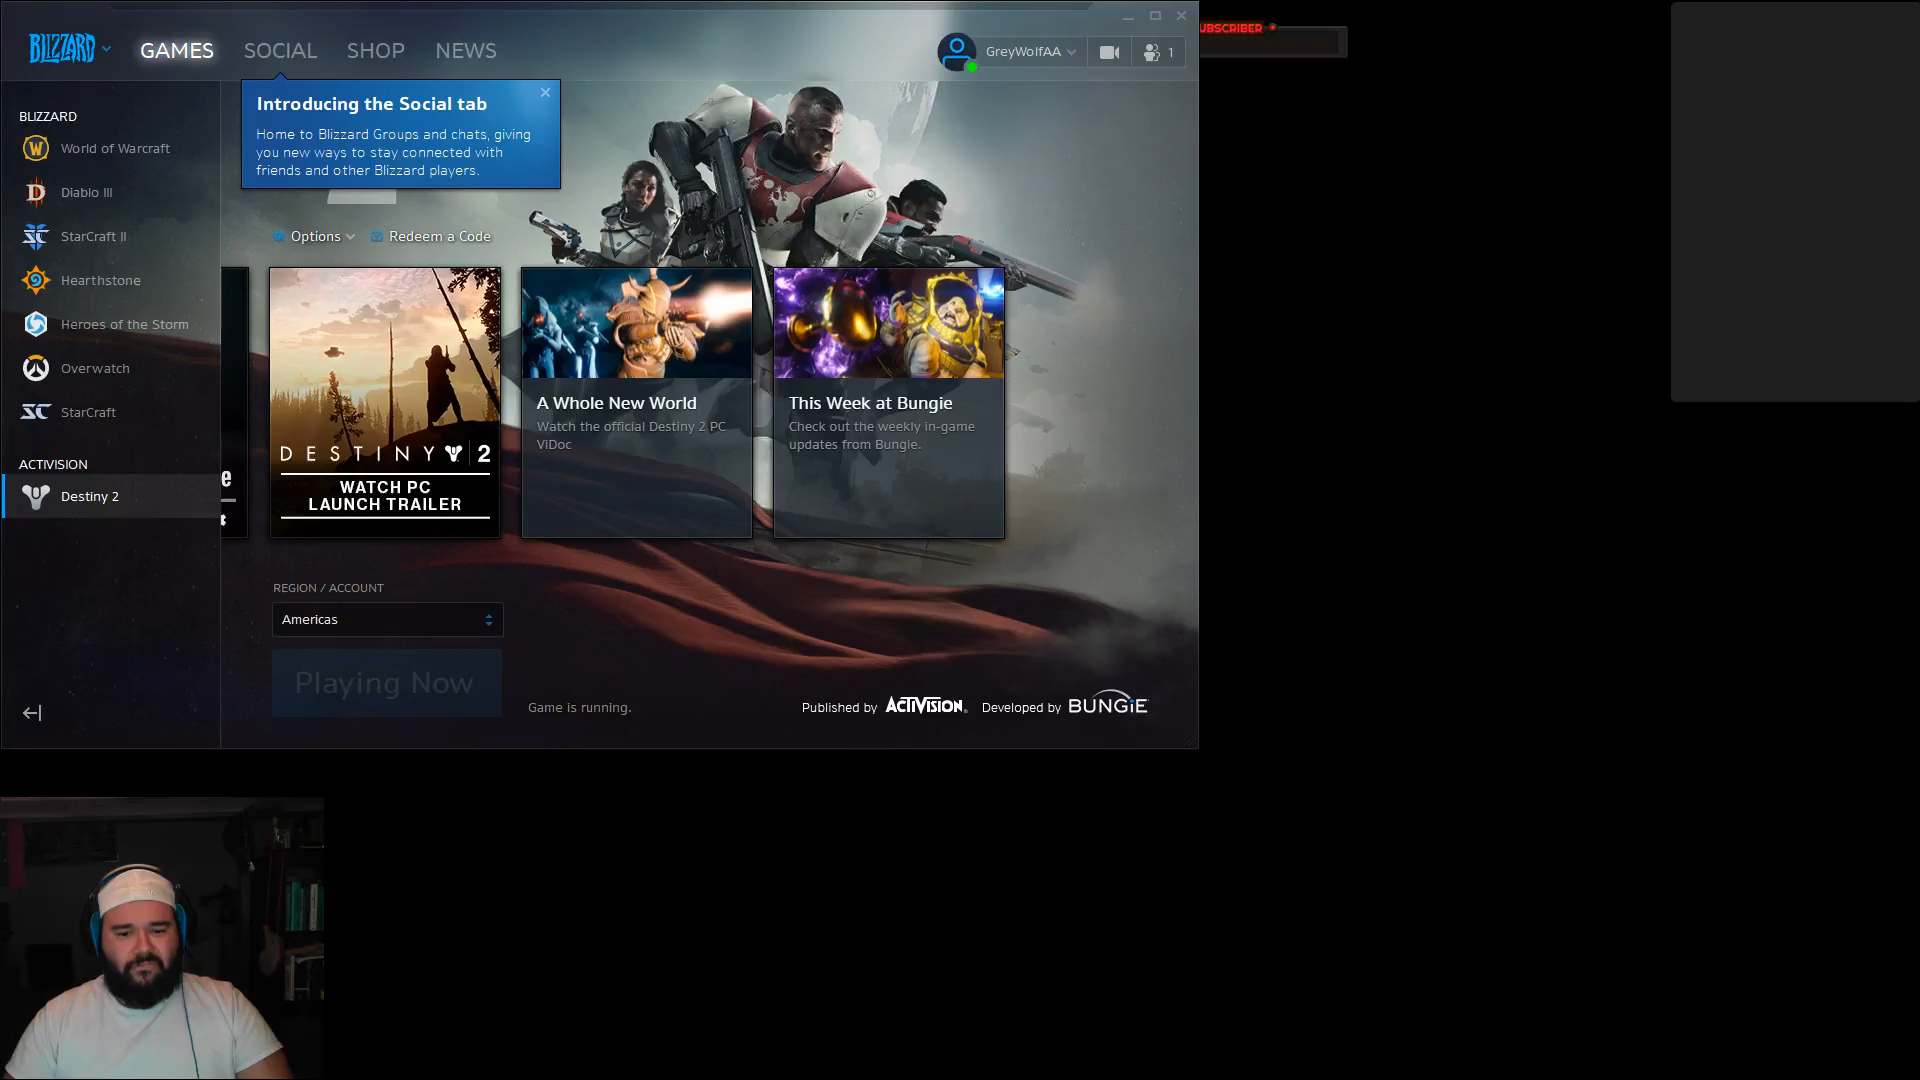 BLIZZARD
GAMES
SOCIAL
SHOP
NEWS
GreyWolfAA
1
UBSCRIBER
Introducing the Social tab
Home to Blizzard Groups and chats, giving
you new ways to stay connected with
friends and other Blizzard players.
BLIZZARD
World of Warcraft
Diablo III
StarCraft II
Hearthstone
Heroes of the Storm
Overwatch
StarCraft
ACTIVISION
Destiny 2
Options
Redeem a Code
e
DESTINY 2
WATCH PC
LAUNCH TRAILER
A Whole New World
Watch the official Destiny 2 PC
ViDoc
This Week at Bungie
Check out the weekly in-game
updates from Bungie.
REGION / ACCOUNT
Americas
Playing Now
Game is running.
Published by ACTIVISION.
Developed by BUNGiE